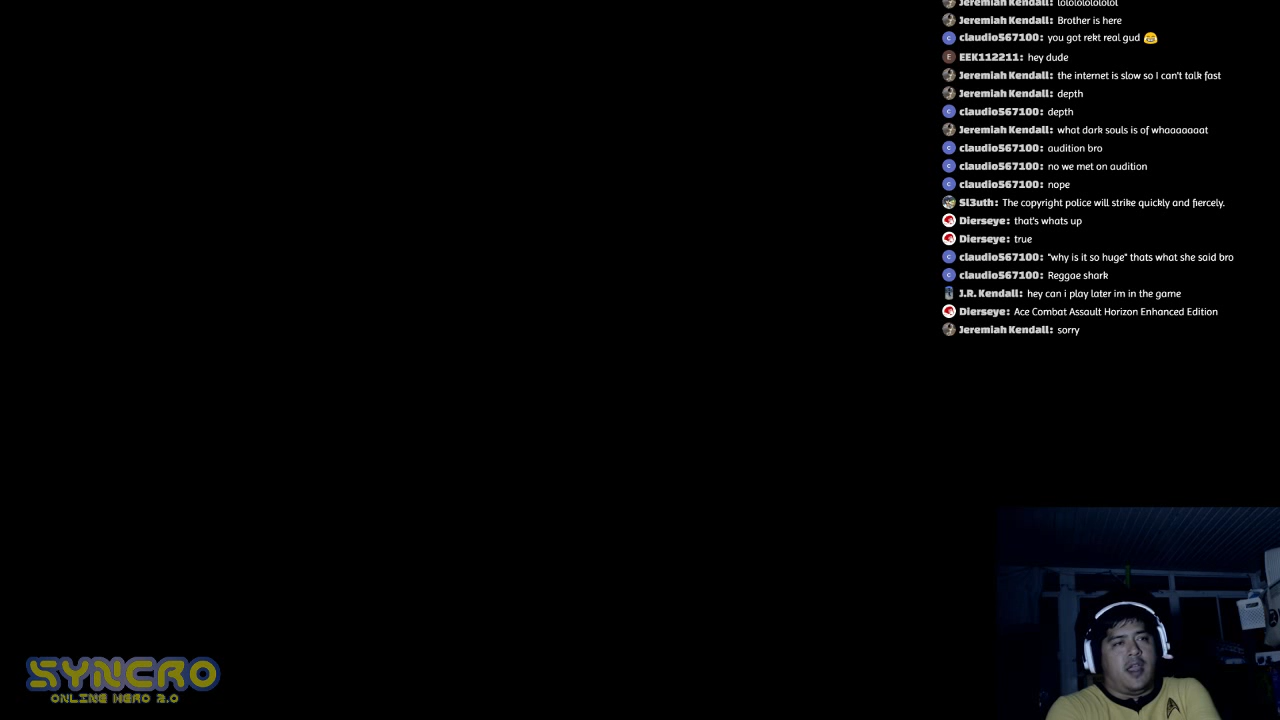 Jeremiah Kendall: lolololololol
Jeremiah Kendall: Brother is here
claudio567100: you got rekt real gud 😂
EEK112211: hey dude
Jeremiah Kendall: the internet is slow so I can't talk fast
Jeremiah Kendall: depth
claudio567100: depth
Jeremiah Kendall: what dark souls is of whaaaaaaat
claudio567100: audition bro
claudio567100: no we met on audition
claudio567100: nope
Sl3uth: The copyright police will strike quickly and fiercely.
Dierseye: that's whats up
Dierseye: true
claudio567100: "why is it so huge" thats what she said bro
claudio567100: Reggae shark
J.R. Kendall: hey can i play later im in the game
Dierseye: Ace Combat Assault Horizon Enhanced Edition
Jeremiah Kendall: sorry
SYNCRO
ONLINE HERO 2.0